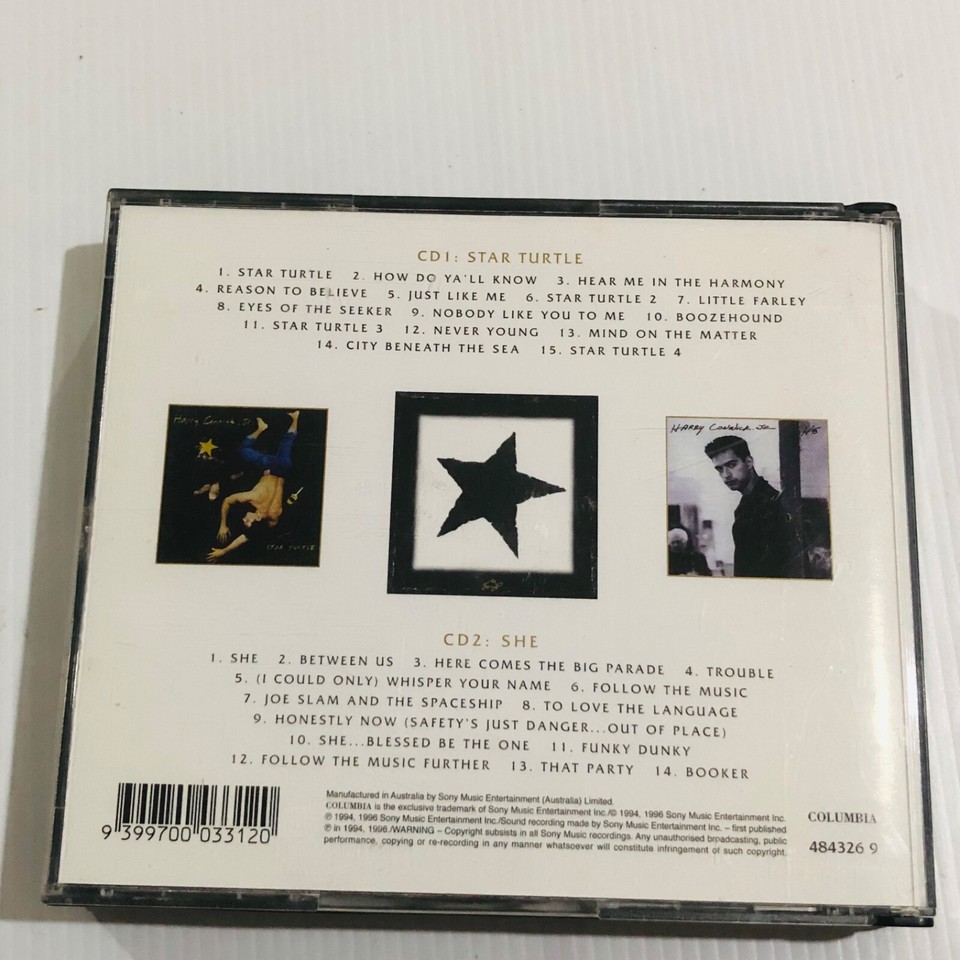 CD1: STAR TURTLE
1. STAR TURTLE 2. HOW DO YA'LL KNOW 3. HEAR ME IN THE HARMONY
4. REASON TO BELIEVE 5. JUST LIKE ME 6. STAR TURTLE 2 7. LITTLE FARLEY
8. EYES OF THE SEEKER 9. NOBODY LIKE YOU TO ME 10. BOOZEHOUND
11. STAR TURTLE 3 12. NEVER YOUNG 13. MIND ON THE MATTER
14. CITY BENEATH THE SEA 15. STAR TURTLE 4
Harry Connick, Jr.
STAR TURTLE
HARRY Connick. Jr.
CD2: SHE
1. SHE 2. BETWEEN US 3. HERE COMES THE BIG PARADE 4. TROUBLE
5. (I COULD ONLY) WHISPER YOUR NAME 6. FOLLOW THE MUSIC
7. JOE SLAM AND THE SPACESHIP 8. TO LOVE THE LANGUAGE
9. HONESTLY NOW (SAFETY'S JUST DANGER...OUT OF PLACE)
10. SHE...BLESSED BE THE ONE 11. FUNKY DUNKY
12. FOLLOW THE MUSIC FURTHER 13. THAT PARTY 14. BOOKER
9 399700 033120
Manufactured in Australia by Sony Music Entertainment (Australia) Limited.
COLUMBIA is the exclusive trademark of Sony Music Entertainment Inc./© 1994, 1996 Sony Music Entertainment Inc.
℗ 1994, 1996 Sony Music Entertainment Inc./Sound recording made by Sony Music Entertainment Inc. – first published
℗ in 1994, 1996./WARNING – Copyright subsists in all Sony Music recordings. Any unauthorised broadcasting, public
performance, copying or re-recording in any manner whatsoever will constitute infringement of such copyright.
COLUMBIA
484326 9